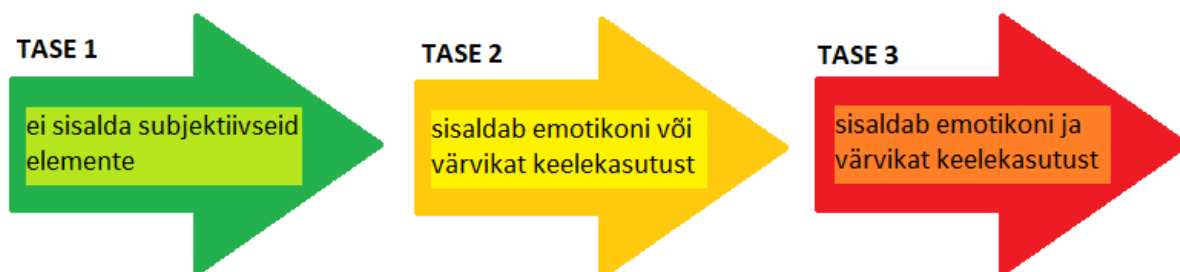 TASE 1
ei sisalda subjektiivseid
elemente
TASE 2
sisaldab emotikoni või
värvikat keelekasutust
TASE 3
sisaldab emotikoni ja
värvikat keelekasutust